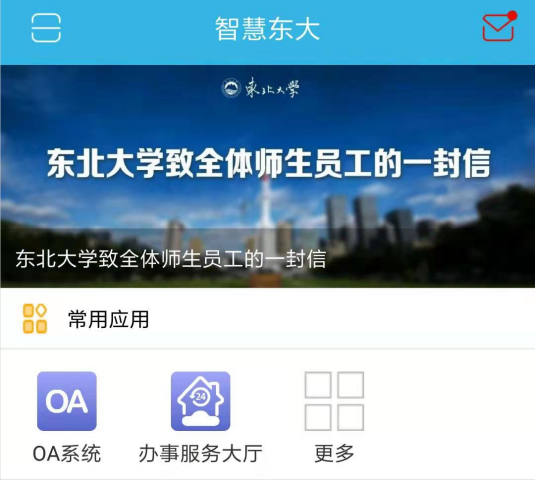 智慧东大
東北大学
东北大学致全体师生员工的一封信
东北大学致全体师生员工的一封信
常用应用
OA
24
OA系统
办事服务大厅
更多